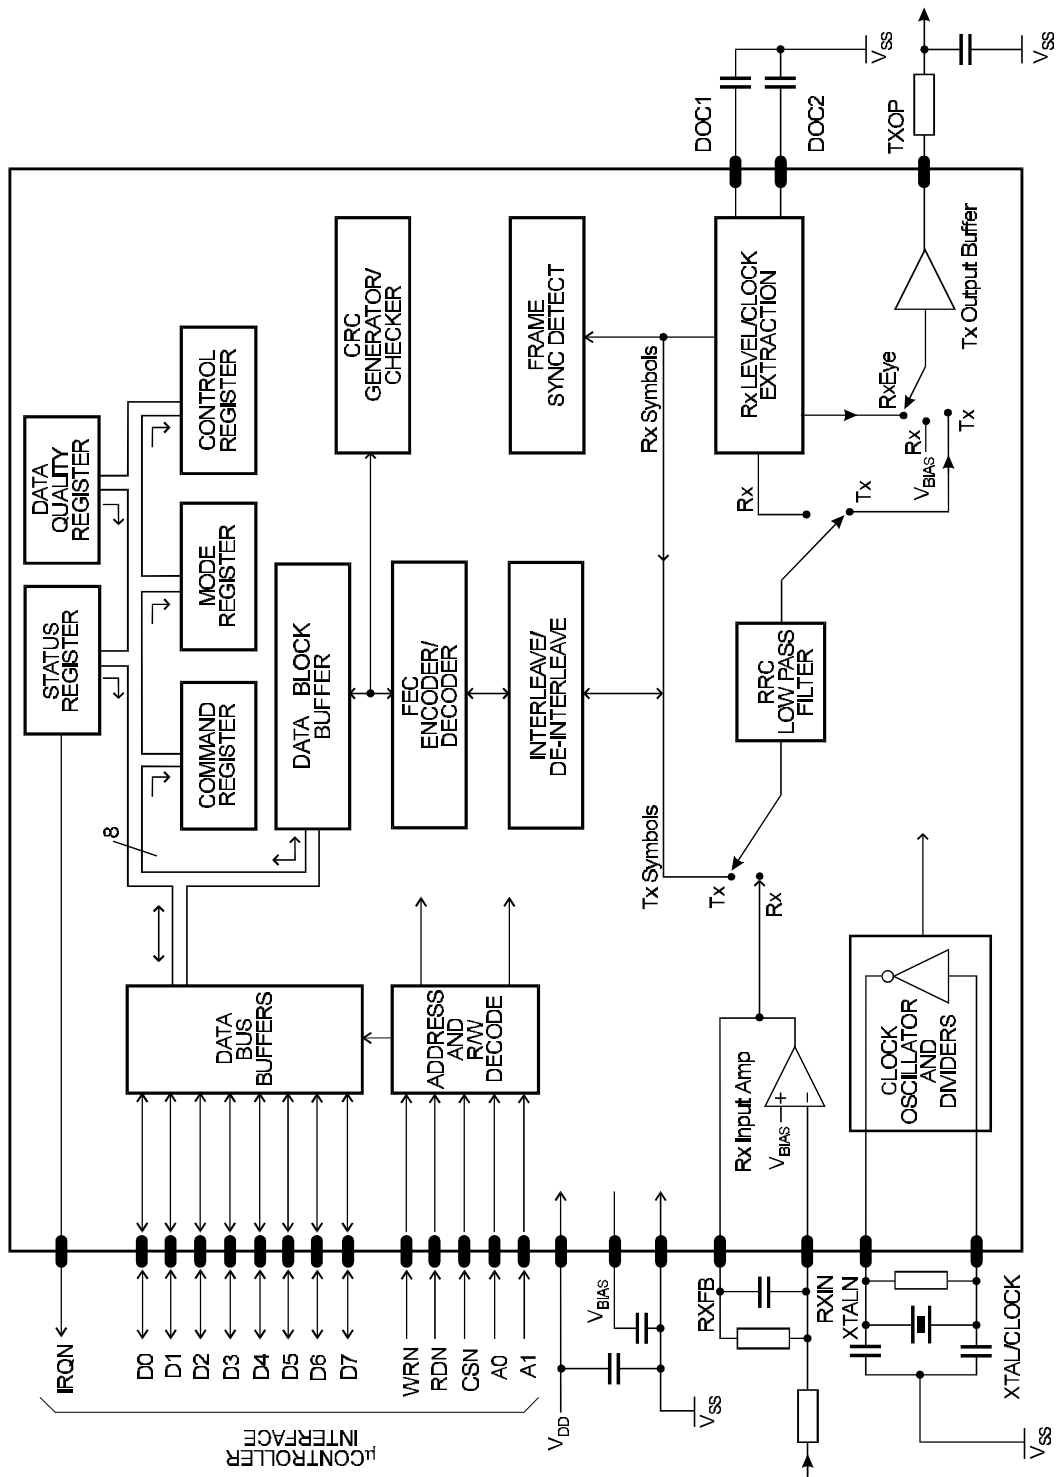 µCONTROLLER
INTERFACE
IRQN
D0
D1
D2
D3
D4
D5
D6
D7
WRN
RDN
CSN
A0
A1
VDD
VBIAS
VSS
RXFB
RXIN
XTALN
XTAL/CLOCK
VSS
DATA
BUS
BUFFERS
ADDRESS
AND
R/W
DECODE
Rx Input Amp
VBIAS
+
−
CLOCK
OSCILLATOR
AND
DIVIDERS
8
STATUS
REGISTER
DATA
QUALITY
REGISTER
COMMAND
REGISTER
MODE
REGISTER
CONTROL
REGISTER
DATA BLOCK
BUFFER
CRC
GENERATOR/
CHECKER
FEC
ENCODER/
DECODER
INTERLEAVE/
DE-INTERLEAVE
FRAME
SYNC DETECT
Tx Symbols
Rx Symbols
Tx
Rx
RRC
LOW PASS
FILTER
Rx
Tx
Rx LEVEL/CLOCK
EXTRACTION
RxEye
Rx
VBIAS
Tx
Tx Output Buffer
DOC1
DOC2
VSS
TXOP
VSS